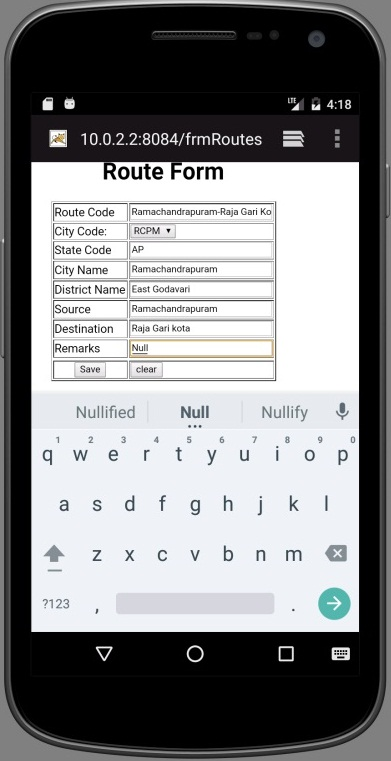 LTE 4:18
10.0.2.2:8084/frmRoutes
Route Form
Route Code Ramachandrapuram-Raja Gari Ko
City Code: RCPM ▼
State Code AP
City Name Ramachandrapuram
District Name East Godavari
Source Ramachandrapuram
Destination Raja Gari kota
Remarks Null
Save clear
Nullified Null Nullify
1 2 3 4 5 6 7 8 9 0
q w e r t y u i o p
a s d f g h j k l
z x c v b n m
?123 , .